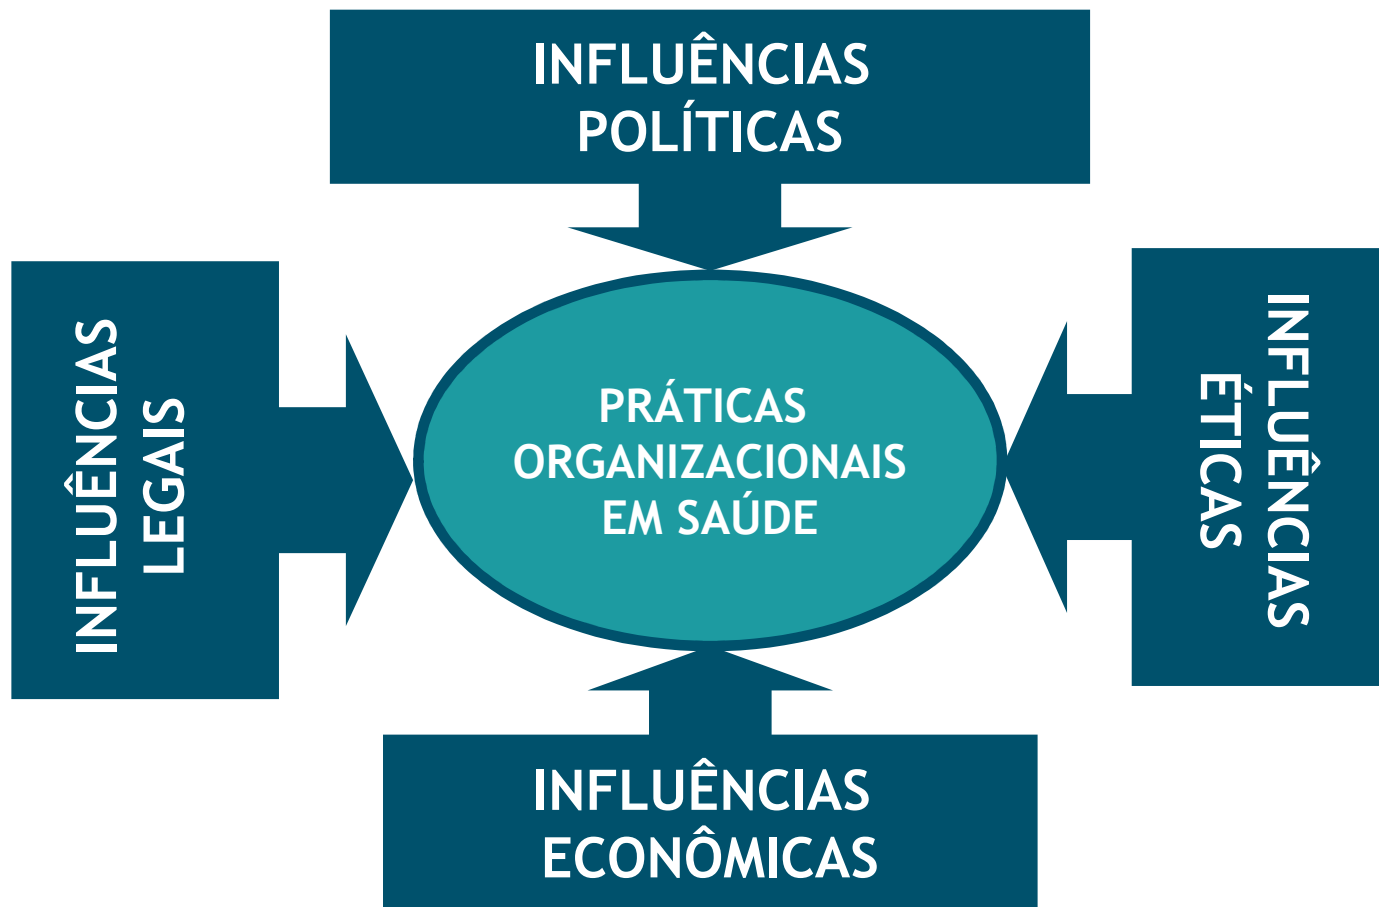 INFLUÊNCIAS
POLÍTICAS
INFLUÊNCIAS
LEGAIS
PRÁTICAS
ORGANIZACIONAIS
EM SAÚDE
INFLUÊNCIAS
ÉTICAS
INFLUÊNCIAS
ECONÔMICAS